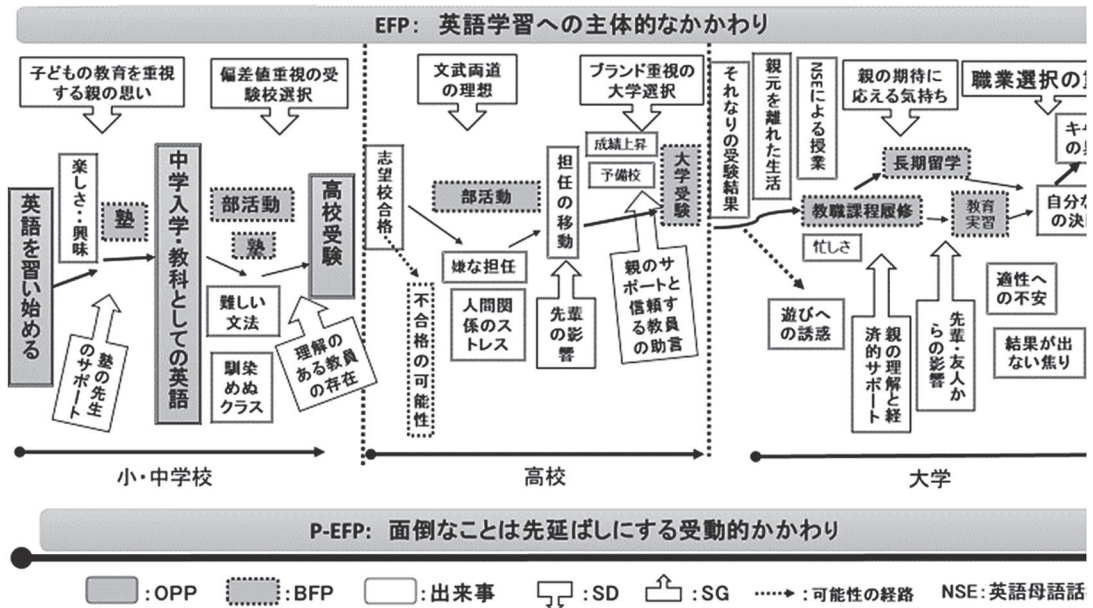 EFP: 英語学習への主体的なかかわり
子どもの教育を重視
する親の思い
偏差値重視の受
験校選択
文武両道
の理想
ブランド重視の
大学選択
それなりの受験結果
親元を離れた生活
NSEによる授業
親の期待に
応える気持ち
職業選択の
英語を習い始める
楽しさ・興味
塾
塾の先生
のサポート
中学入学・教科としての英語
部活動
塾
難しい
文法
馴染
めぬ
クラス
高校受験
理解の
ある教員
の存在
志望校合格
不合格の可能性
部活動
嫌な担任
人間関
係のス
トレス
担任の移動
先輩の
影響
成績上昇
予備校
大学受験
親のサ
ポートと
信頼す
る教員
の助言
長期留学
教職課程履修
忙しさ
教育
実習
遊びへ
の誘惑
親の理解と経
済的サポート
先輩・友人か
らの影響
適性へ
の不安
結果が出
ない焦り
キャ
の
自分な
の決
小・中学校
高校
大学
P-EFP: 面倒なことは先延ばしにする受動的かかわり
:OPP
:BFP
:出来事
:SD
:SG
:可能性の経路
NSE:英語母語話